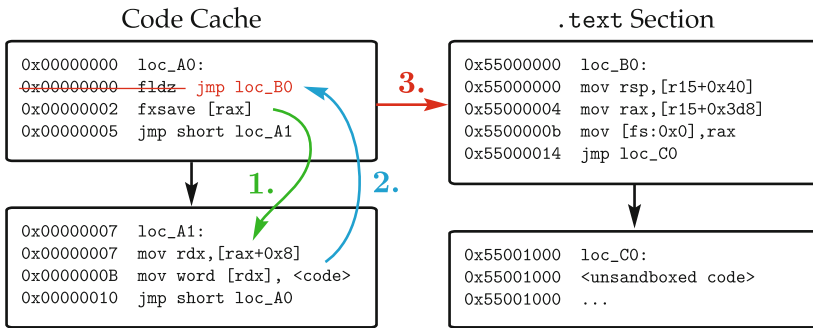 Code Cache
0x00000000 loc_A0:
0x00000000 fldz jmp loc_B0
0x00000002 fxsave [rax]
0x00000005 jmp short loc_A1
1.
2.
3.
0x00000007 loc_A1:
0x00000007 mov rdx,[rax+0x8]
0x0000000B mov word [rdx], <code>
0x00000010 jmp short loc_A0
.text Section
0x55000000 loc_B0:
0x55000000 mov rsp,[r15+0x40]
0x55000004 mov rax,[r15+0x3d8]
0x5500000b mov [fs:0x0],rax
0x55000014 jmp loc_C0
0x55001000 loc_C0:
0x55001000 <unsandboxed code>
0x55001000 ...